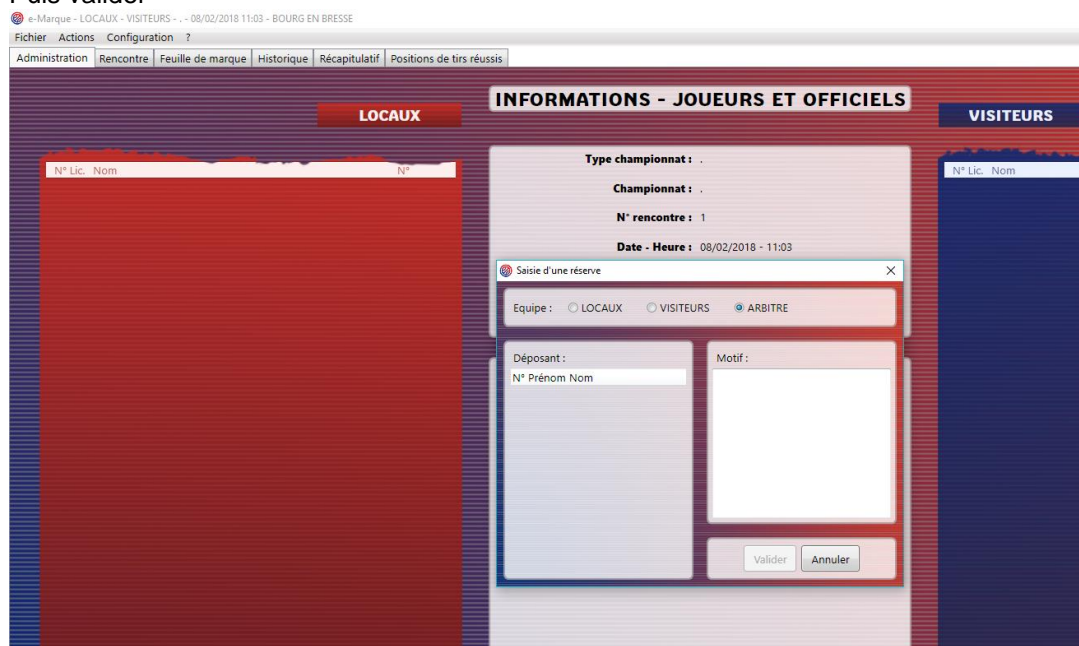 Puis valider
e-Marque - LOCAUX - VISITEURS - . - 08/02/2018 11:03 - BOURG EN BRESSE
Fichier Actions Configuration ?
Administration Rencontre Feuille de marque Historique Récapitulatif Positions de tirs réussis
INFORMATIONS - JOUEURS ET OFFICIELS
LOCAUX
VISITEURS
N° Lic. Nom N°
Type championnat : .
N° Lic. Nom
Championnat : .
N° rencontre : 1
Date - Heure : 08/02/2018 - 11:03
Saisie d'une réserve
Equipe : LOCAUX VISITEURS ARBITRE
Déposant :
Motif :
N° Prénom Nom
Valider Annuler